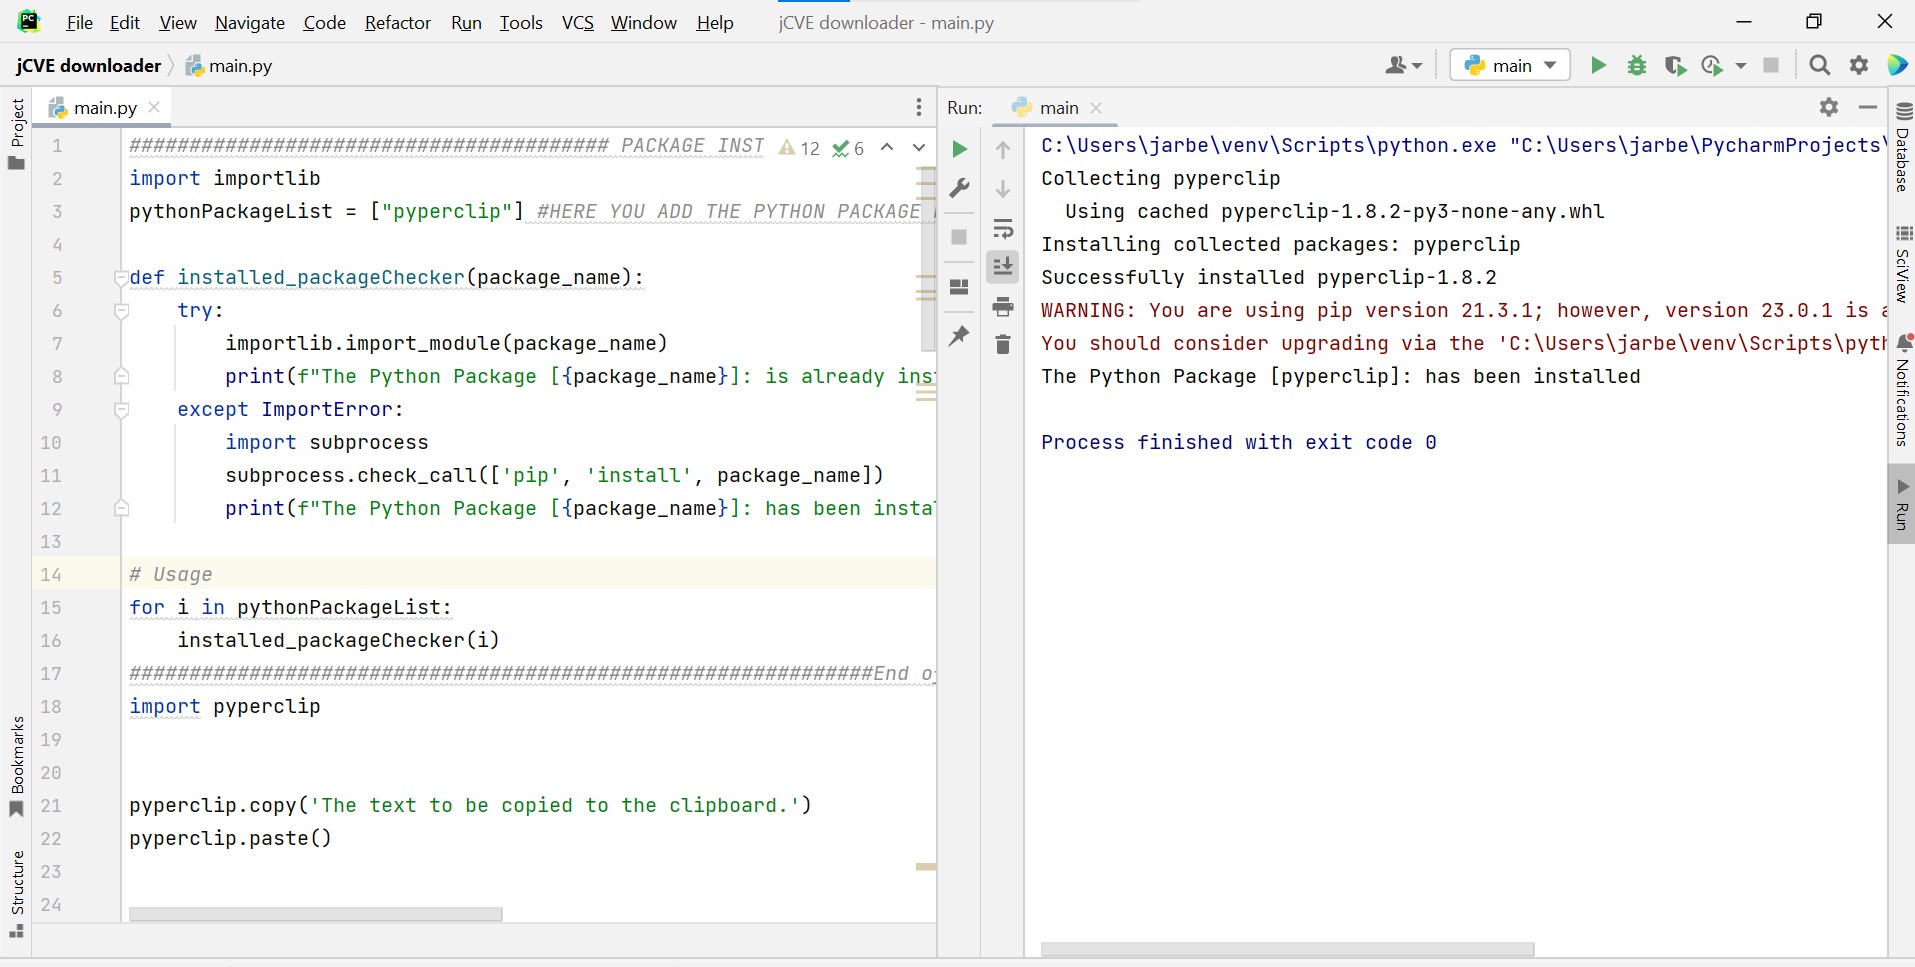 File Edit View Navigate Code Refactor Run Tools VCS Window Help jCVE downloader - main.py
jCVE downloader main.py main
Project
main.py
1 ######################################## PACKAGE INST 12 6
2 import importlib
3 pythonPackageList = ["pyperclip"] #HERE YOU ADD THE PYTHON PACKAGE
4
5 def installed_packageChecker(package_name):
6 try:
7 importlib.import_module(package_name)
8 print(f"The Python Package [{package_name}]: is already ins
9 except ImportError:
10 import subprocess
11 subprocess.check_call(['pip', 'install', package_name])
12 print(f"The Python Package [{package_name}]: has been insta
13
14 # Usage
15 for i in pythonPackageList:
16 installed_packageChecker(i)
17 ##############################################################End o
18 import pyperclip
19
20
21 pyperclip.copy('The text to be copied to the clipboard.')
22 pyperclip.paste()
23
24
Bookmarks
Structure
Run: main
C:\Users\jarbe\venv\Scripts\python.exe "C:\Users\jarbe\PycharmProjects\
Collecting pyperclip
Using cached pyperclip-1.8.2-py3-none-any.whl
Installing collected packages: pyperclip
Successfully installed pyperclip-1.8.2
WARNING: You are using pip version 21.3.1; however, version 23.0.1 is a
You should consider upgrading via the 'C:\Users\jarbe\venv\Scripts\pyth
The Python Package [pyperclip]: has been installed
Process finished with exit code 0
Database
SciView
Notifications
Run